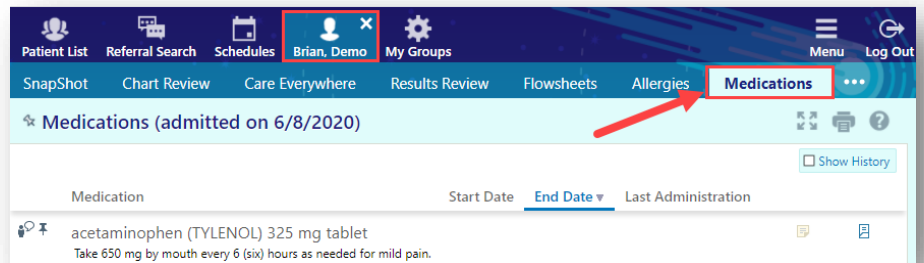 Patient List Referral Search Schedules Brian, Demo My Groups Menu Log Out
SnapShot Chart Review Care Everywhere Results Review Flowsheets Allergies Medications
Medications (admitted on 6/8/2020)
Show History
Medication Start Date End Date Last Administration
acetaminophen (TYLENOL) 325 mg tablet
Take 650 mg by mouth every 6 (six) hours as needed for mild pain.